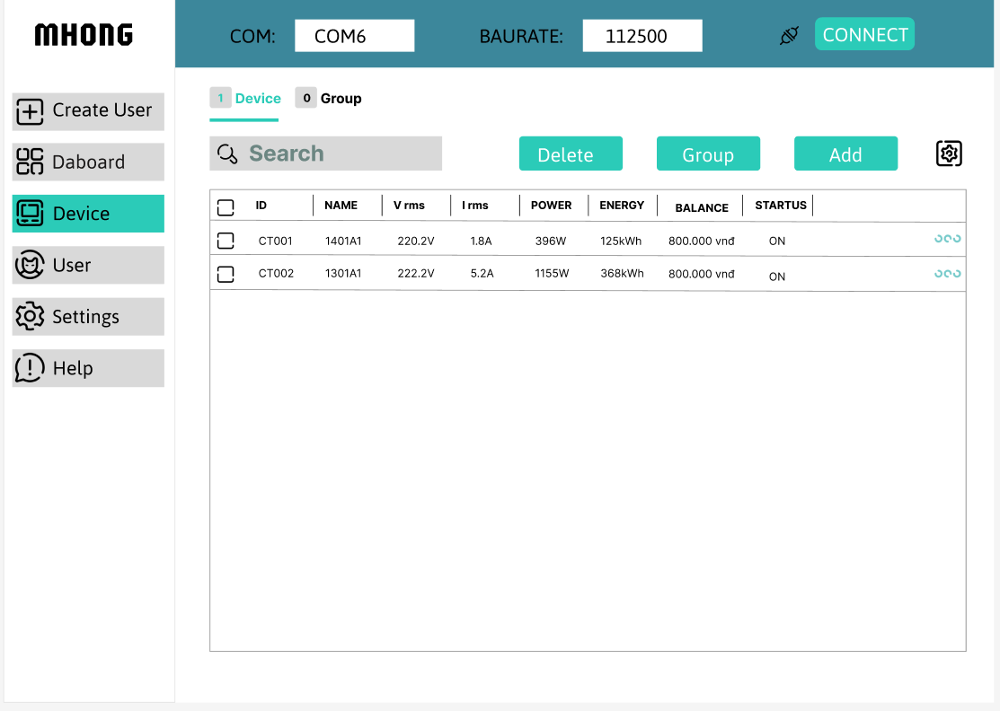 MHONG
COM: COM6 BAURATE: 112500 CONNECT
Create User
Daboard
Device
User
Settings
Help
1 Device 0 Group
Search Delete Group Add
ID NAME V rms I rms POWER ENERGY BALANCE STARTUS
CT001 1401A1 220.2V 1.8A 396W 125kWh 800.000 vnđ ON
CT002 1301A1 222.2V 5.2A 1155W 368kWh 800.000 vnđ ON